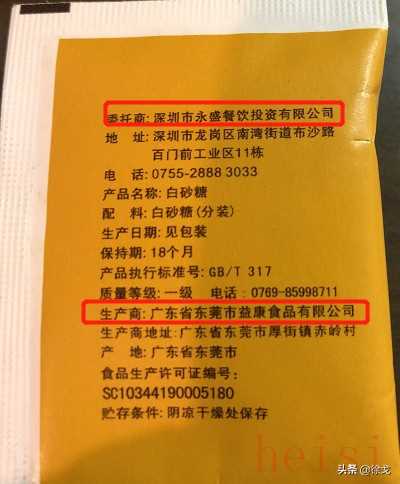 委托商:深圳市永盛餐饮投资有限公司
地 址:深圳市龙岗区南湾街道布沙路
百门前工业区11栋
电 话:0755-2888 3033
产品名称:白砂糖
配 料:白砂糖(分装)
生产日期:见包装
保持期:18个月
产品执行标准号:GB/T 317
质量等级:一级 电话:0769-85998711
生产商:广东省东莞市益康食品有限公司
生产商地址:广东省东莞市厚街镇赤岭村
产 地:广东省东莞市
食品生产许可证编号:
SC10344190005180
贮存条件:阴凉干燥处保存
heisi
头条@徐戈